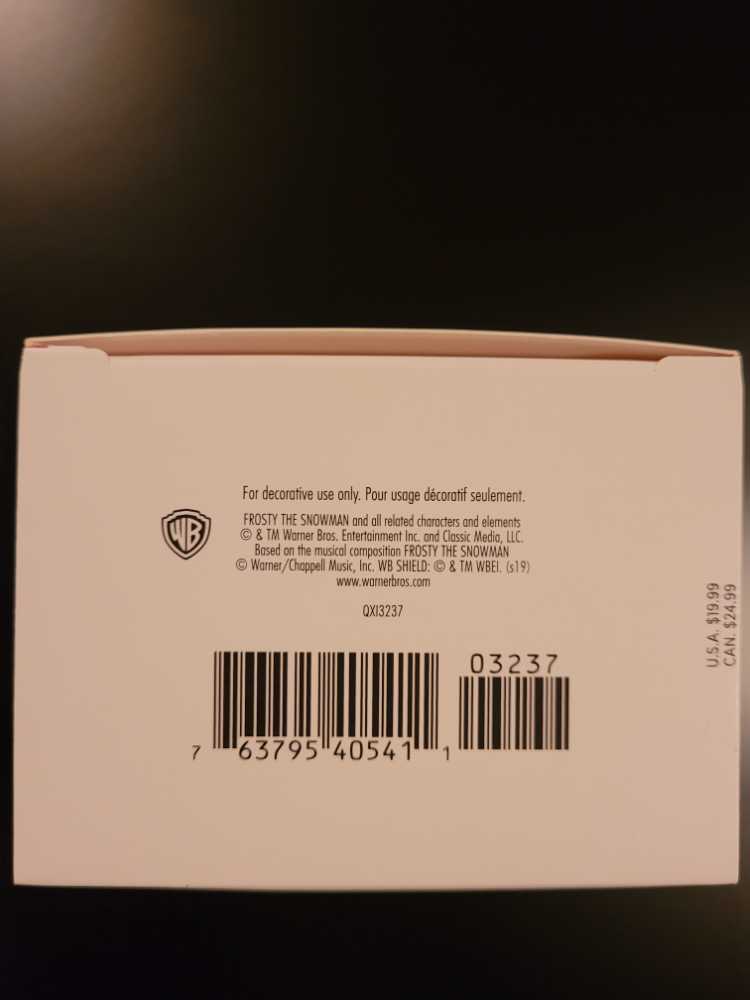 For decorative use only. Pour usage décoratif seulement.
WB
FROSTY THE SNOWMAN and all related characters and elements
© & TM Warner Bros. Entertainment Inc. and Classic Media, LLC.
Based on the musical composition FROSTY THE SNOWMAN
© Warner/Chappell Music, Inc. WB SHIELD: © & TM WBEI. (s19)
www.warnerbros.com
QXI3237
03237
7 63795 40541 1
U.S.A. $19.99
CAN. $24.99